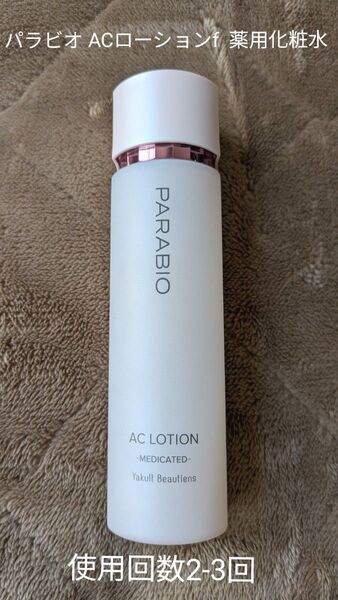 パラビオ ACローションf 薬用化粧水
PARABIO
AC LOTION
-MEDICATED-
Yakult Beautiens
使用回数2-3回